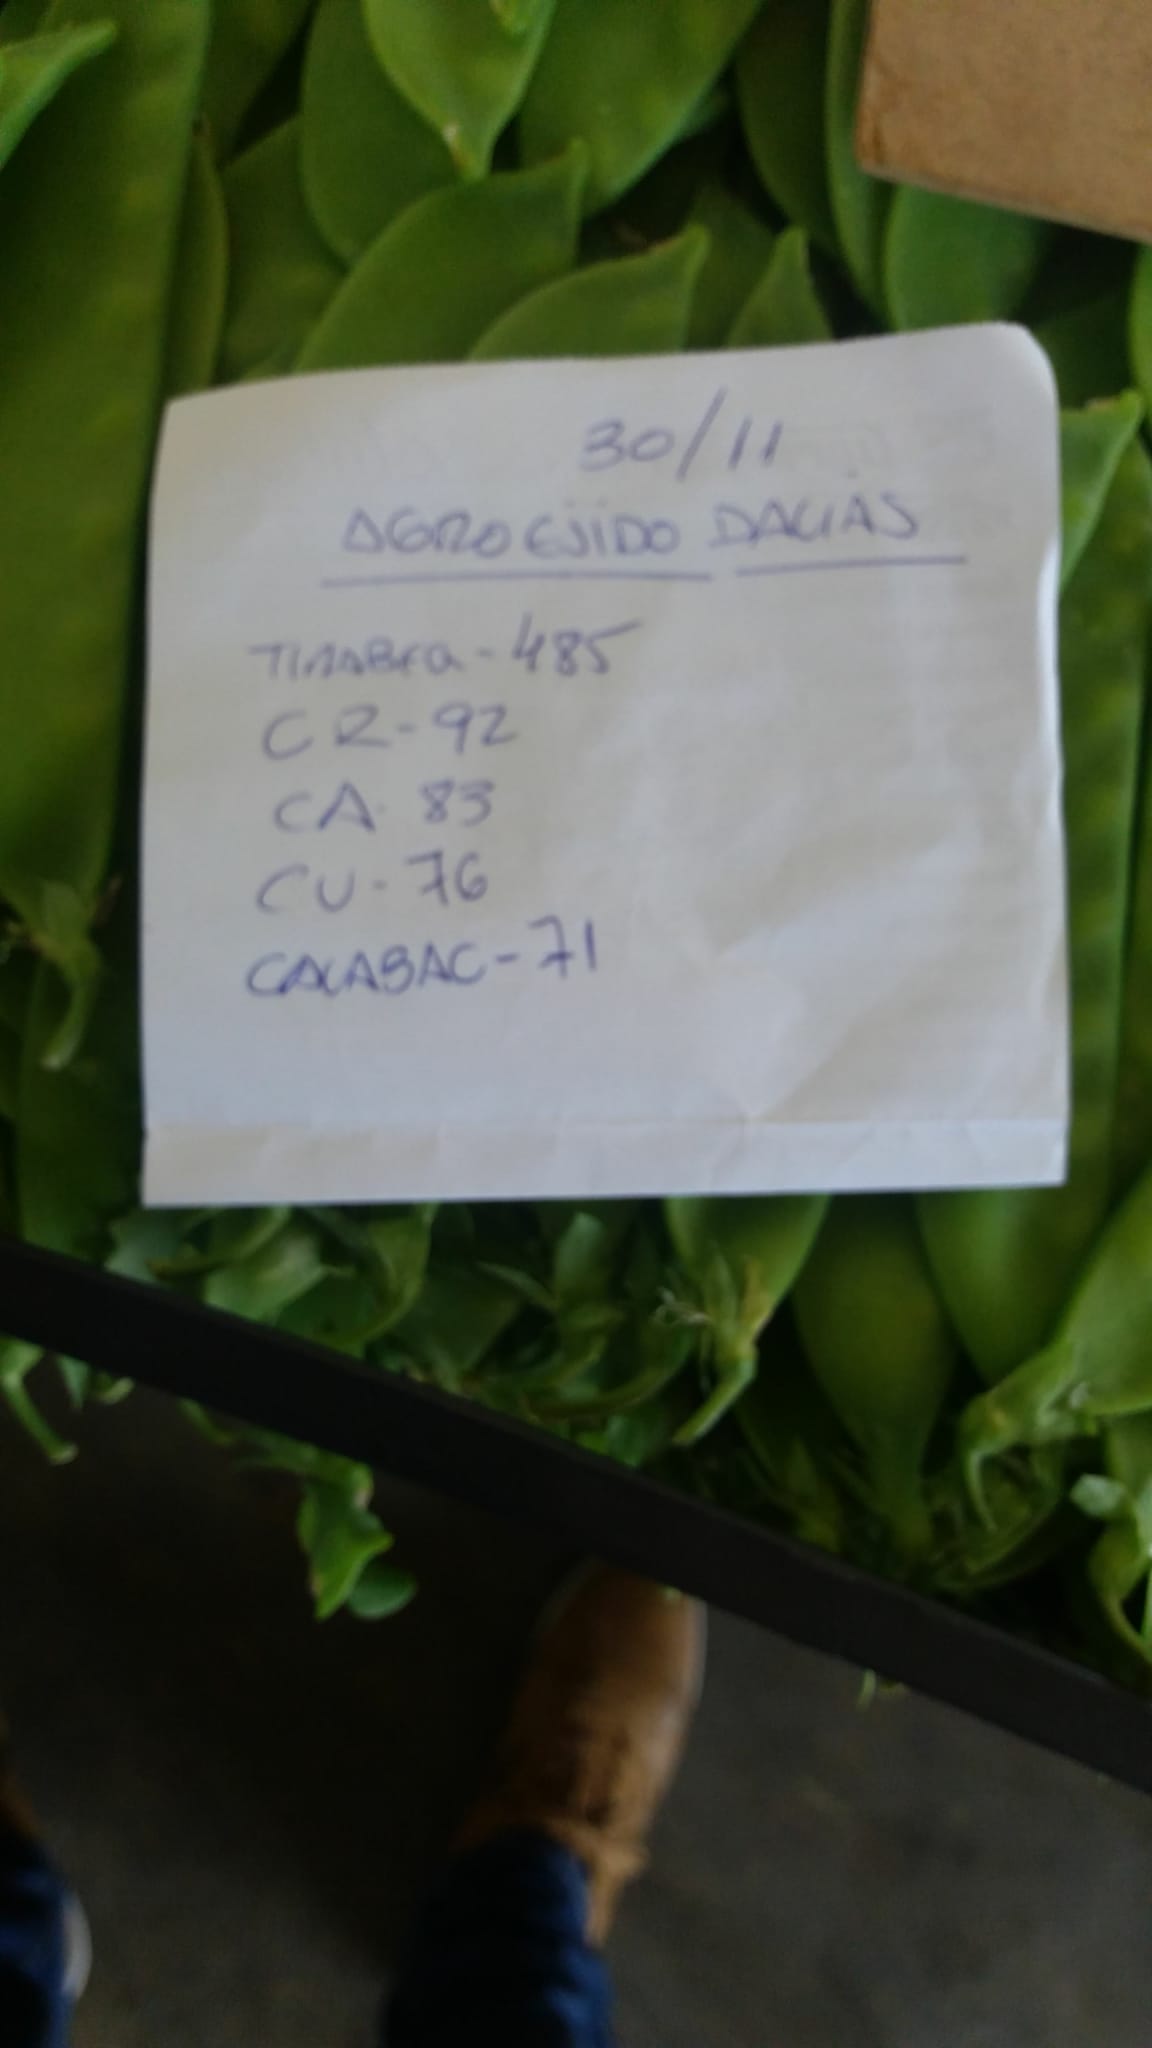 30/11
AGROEJIDO DALIAS
TIRABEQ - 485
CR - 92
CA 83
CU - 76
CALABAC - 71